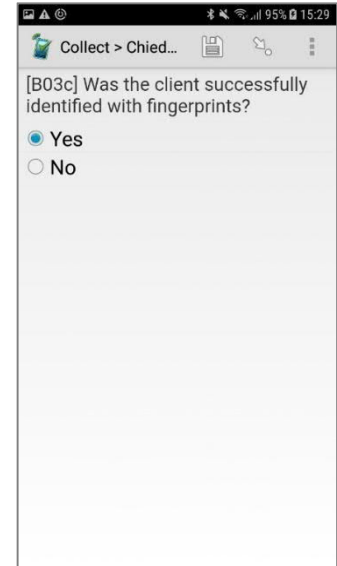 95% 15:29
Collect > Chied...
[B03c] Was the client successfully
identified with fingerprints?
Yes
No